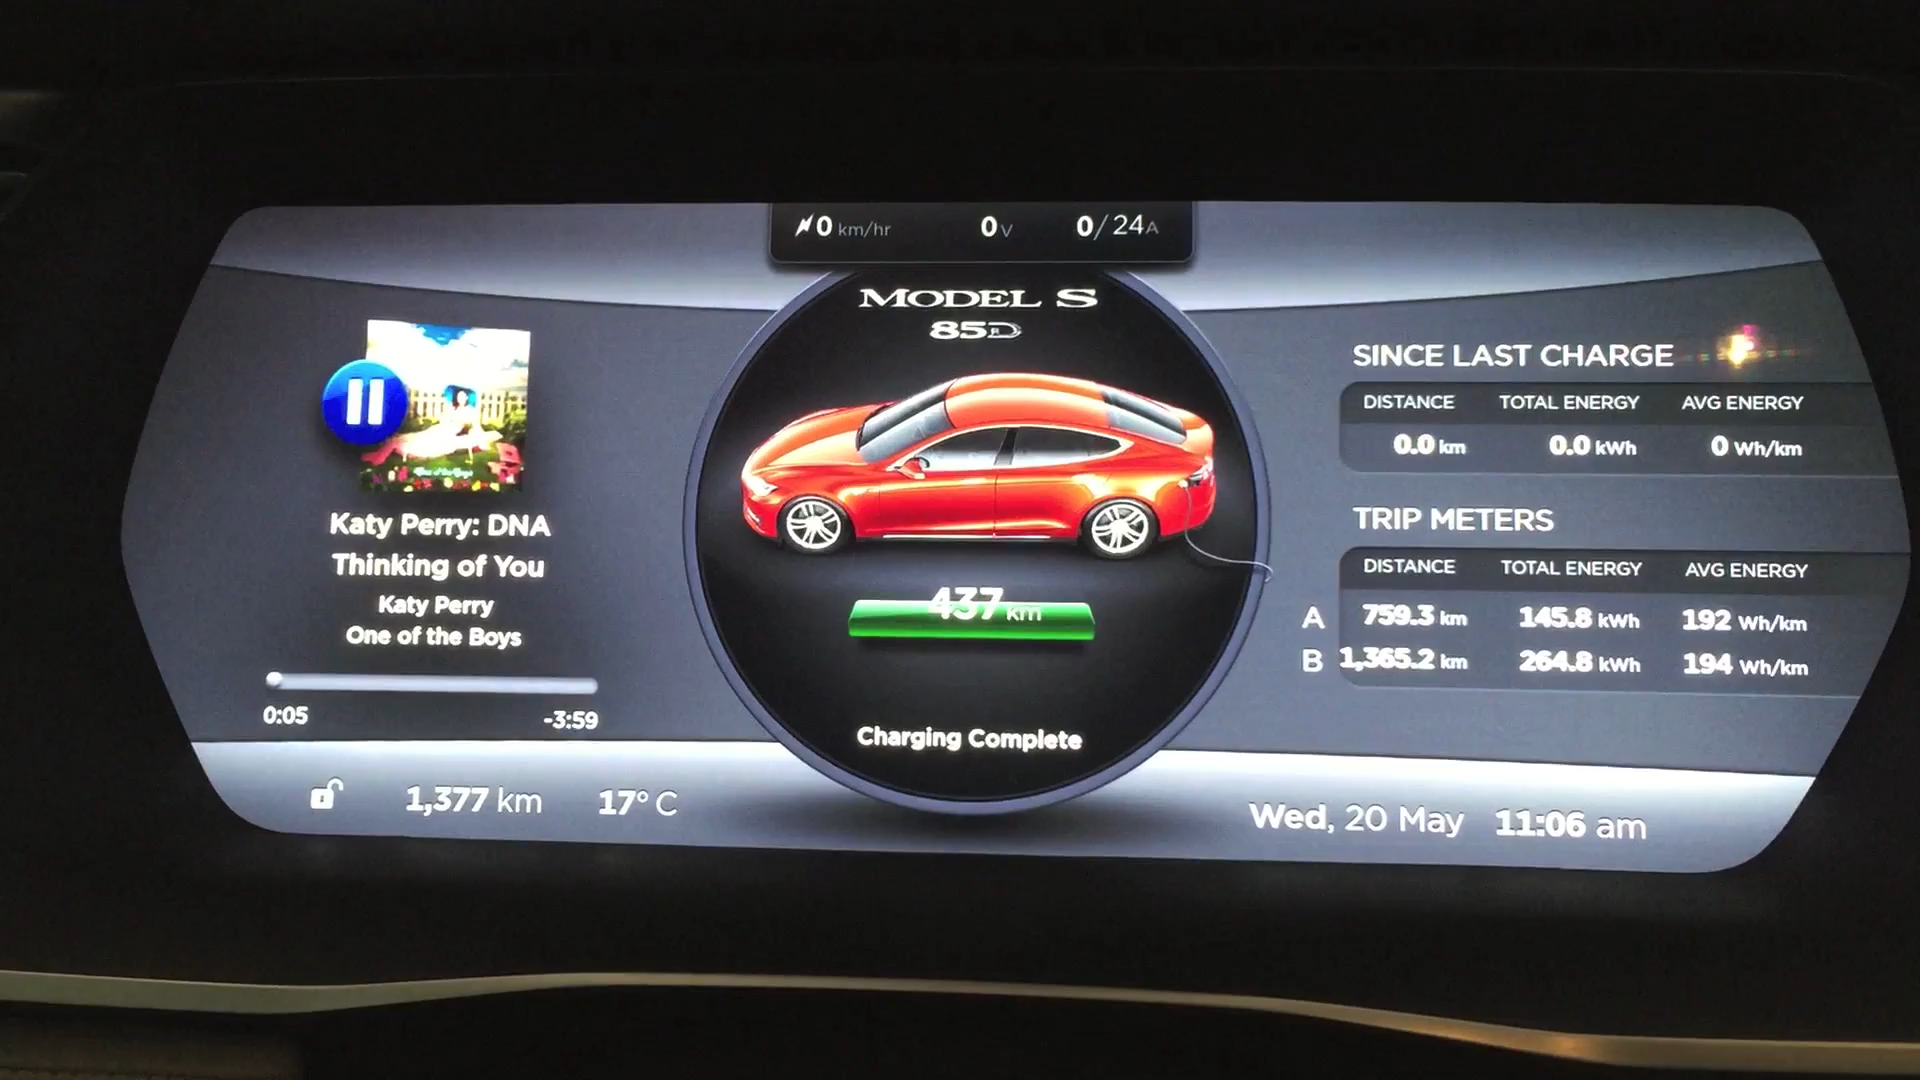 0 km/hr 0 V 0/24A
MODEL S
85D
Katy Perry: DNA
Thinking of You
Katy Perry
One of the Boys
0:05 -3:59
437 km
Charging Complete
SINCE LAST CHARGE
DISTANCE TOTAL ENERGY AVG ENERGY
0.0 km 0.0 kWh 0 Wh/km
TRIP METERS
DISTANCE TOTAL ENERGY AVG ENERGY
A 759.3 km 145.8 kWh 192 Wh/km
B 1,365.2 km 264.8 kWh 194 Wh/km
1,377 km 17° C Wed, 20 May 11:06 am